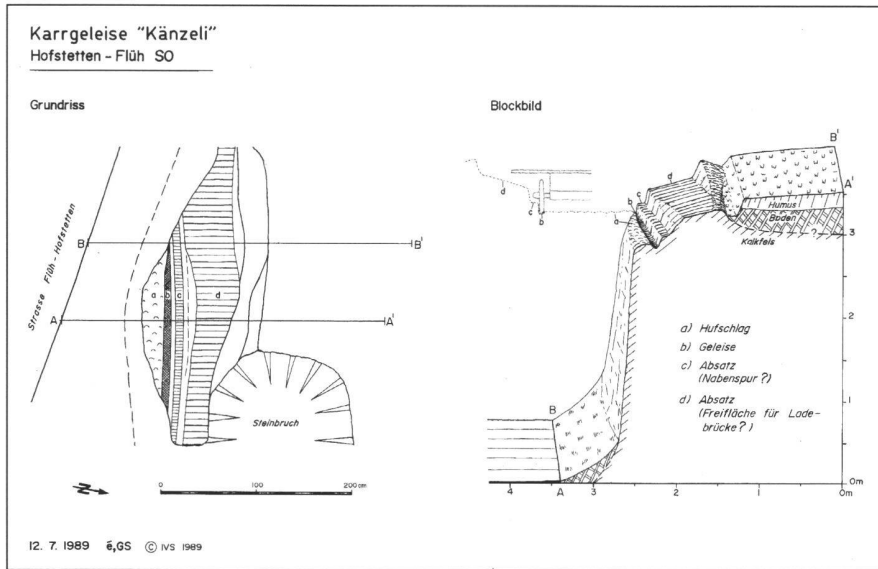 Karrgeleise "Känzeli"
Hofstetten - Flüh SO
Grundriss
Strasse Flüh - Hofstetten
B
B'
a
b
c
d
A
A'
Steinbruch
N
0
100
200 cm
12. 7. 1989 é,GS © IVS 1989
Blockbild
d
c
b
b
c
d
a
B'
A'
Humus
Boden
?
Kalkfels
3
2
1
0m
a) Hufschlag
b) Geleise
c) Absatz
(Nabenspur?)
d) Absatz
(Freifläche für Lade-
brücke?)
B
A
4
3
2
1
0m